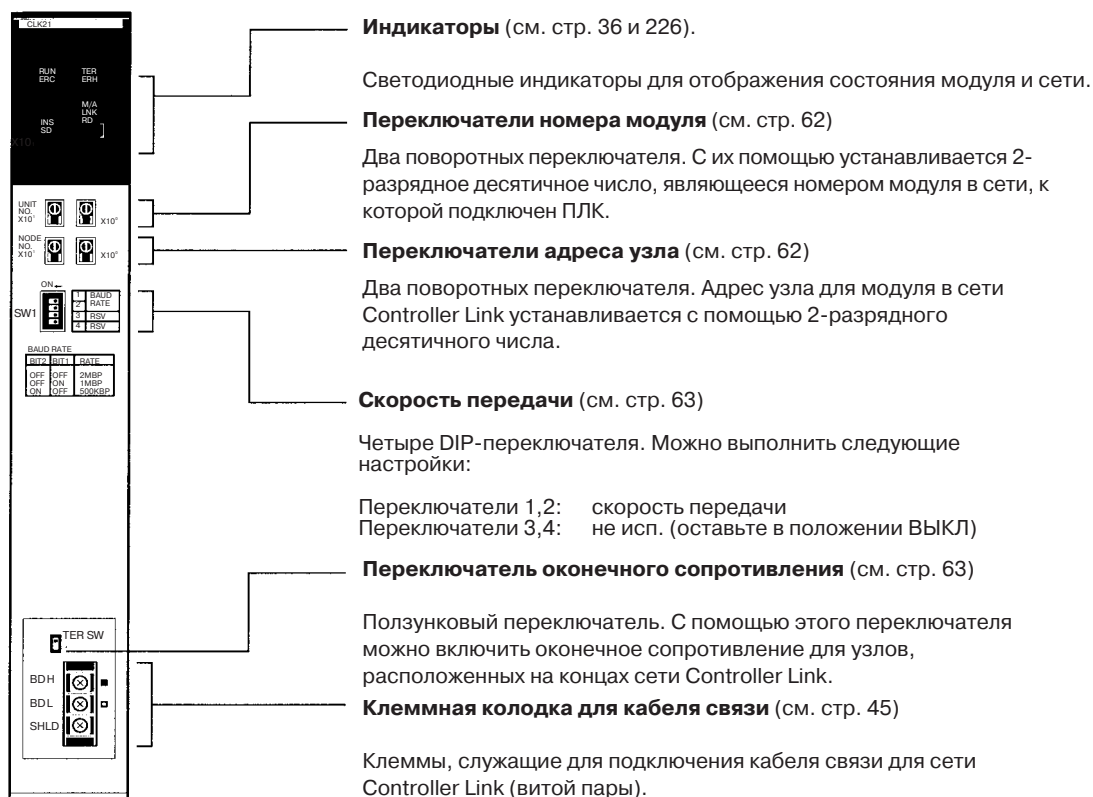 CLK21
RUN TER
ERC ERH
M/A
INS LNK
SD RD
X10
UNIT
NO.
X10¹ X10⁰
NODE
NO.
X10¹ X10⁰
ON←
SW1
1 BAUD
2 RATE
3 RSV
4 RSV
BAUD RATE
BIT2 BIT1 RATE
OFF OFF 2MBP
OFF ON 1MBP
ON OFF 500KBP
TER SW
BDH
BDL
SHLD
Индикаторы (см. стр. 36 и 226).
Светодиодные индикаторы для отображения состояния модуля и сети.
Переключатели номера модуля (см. стр. 62)
Два поворотных переключателя. С их помощью устанавливается 2-
разрядное десятичное число, являющееся номером модуля в сети, к
которой подключен ПЛК.
Переключатели адреса узла (см. стр. 62)
Два поворотных переключателя. Адрес узла для модуля в сети
Controller Link устанавливается с помощью 2-разрядного
десятичного числа.
Скорость передачи (см. стр. 63)
Четыре DIP-переключателя. Можно выполнить следующие
настройки:
Переключатели 1,2: скорость передачи
Переключатели 3,4: не исп. (оставьте в положении ВЫКЛ)
Переключатель оконечного сопротивления (см. стр. 63)
Ползунковый переключатель. С помощью этого переключателя
можно включить оконечное сопротивление для узлов,
расположенных на концах сети Controller Link.
Клеммная колодка для кабеля связи (см. стр. 45)
Клеммы, служащие для подключения кабеля связи для сети
Controller Link (витой пары).